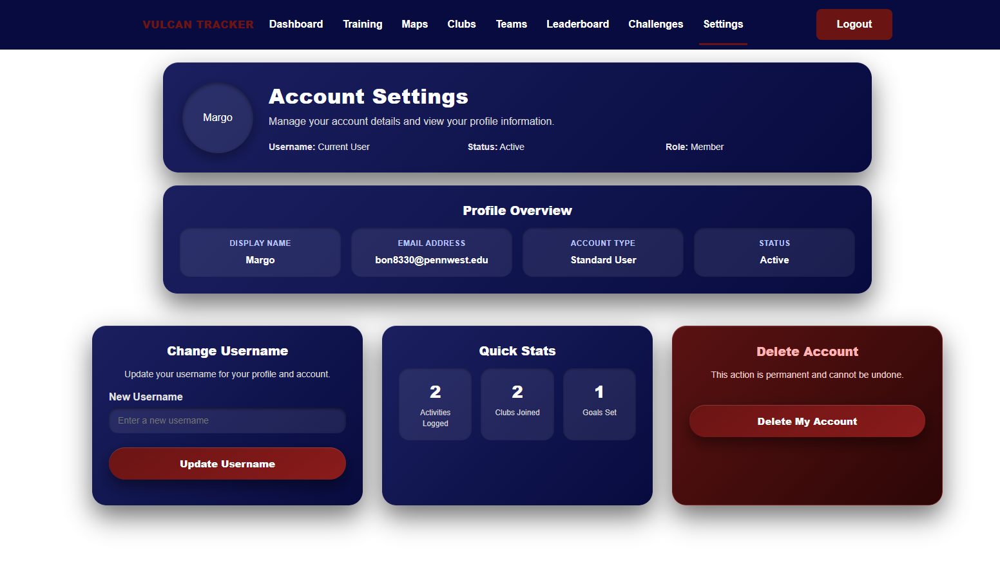 VULCAN TRACKER Dashboard Training Maps Clubs Teams Leaderboard Challenges Settings Logout
Margo
Account Settings
Manage your account details and view your profile information.
Username: Current User Status: Active Role: Member
Profile Overview
DISPLAY NAME
Margo
EMAIL ADDRESS
bon8330@pennwest.edu
ACCOUNT TYPE
Standard User
STATUS
Active
Change Username
Update your username for your profile and account.
New Username
Enter a new username
Update Username
Quick Stats
2
Activities
Logged
2
Clubs Joined
1
Goals Set
Delete Account
This action is permanent and cannot be undone.
Delete My Account